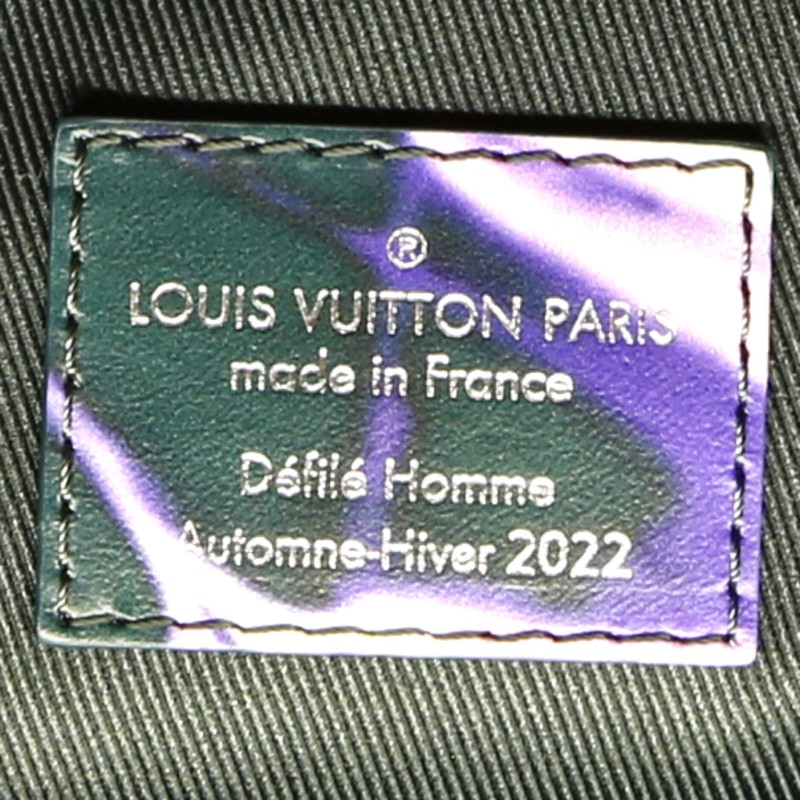 ®
LOUIS VUITTON PARIS
made in France
Défilé Homme
Automne-Hiver 2022